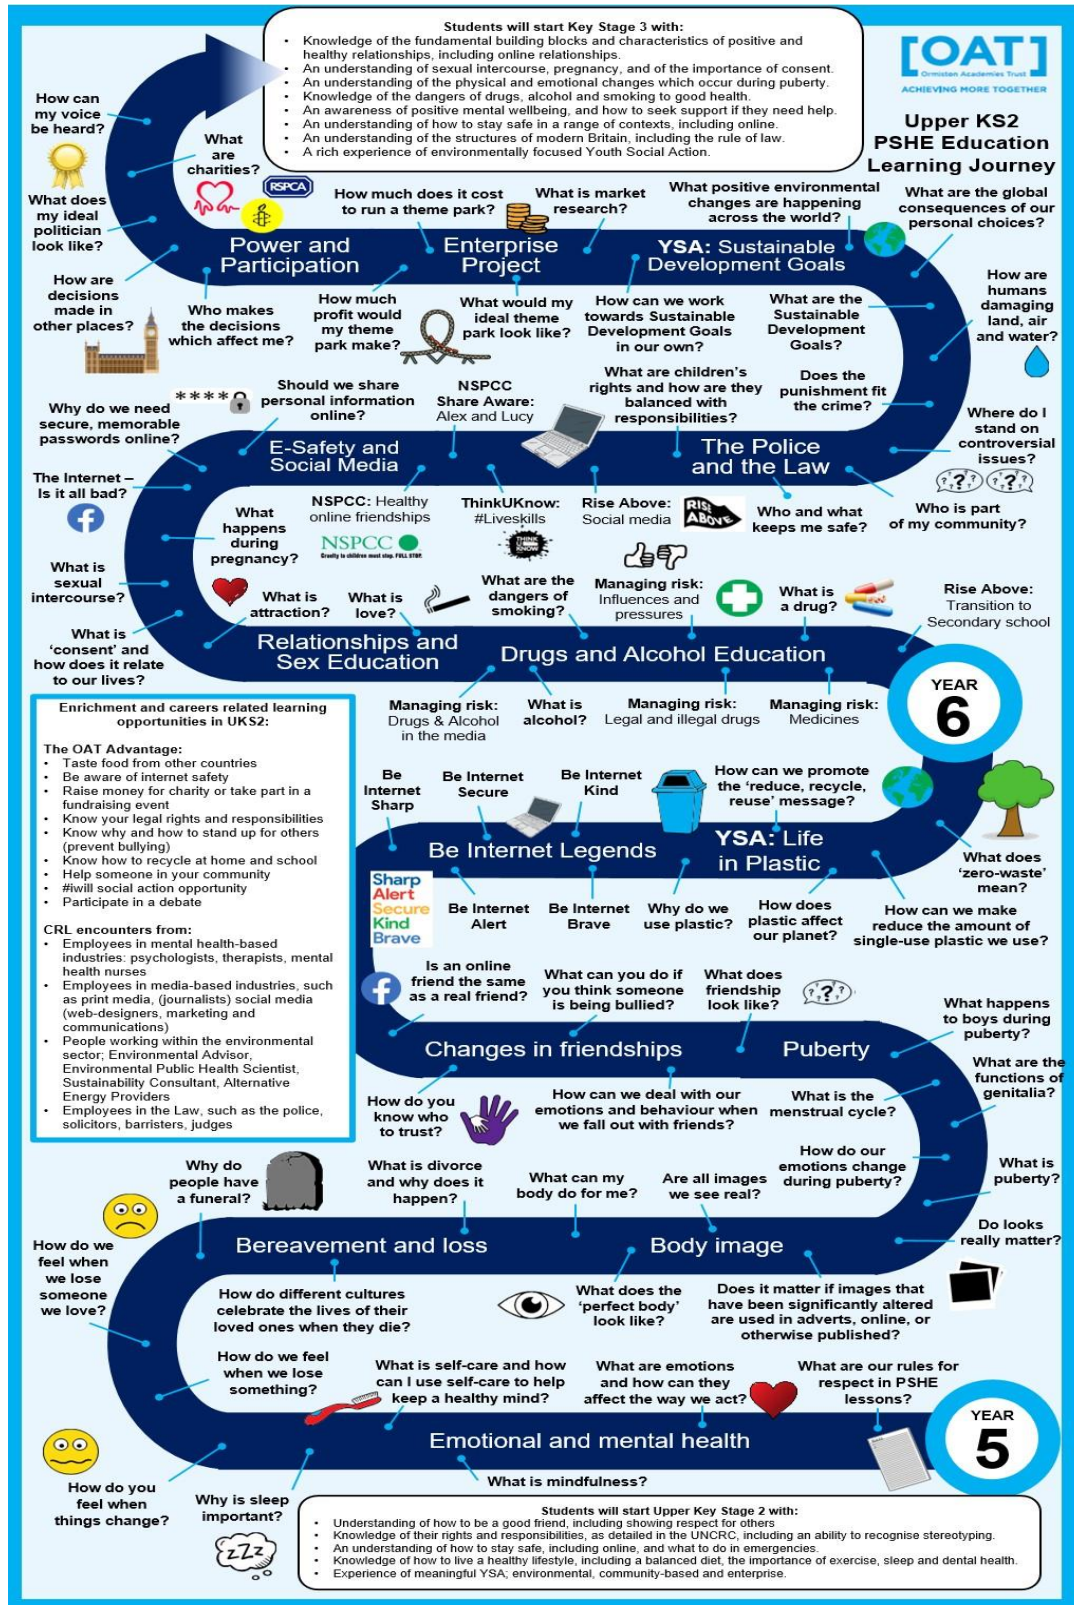 Students will start Key Stage 3 with:
• Knowledge of the fundamental building blocks and characteristics of positive and
healthy relationships, including online relationships.
• An understanding of sexual intercourse, pregnancy, and of the importance of consent.
• An understanding of the physical and emotional changes which occur during puberty.
• Knowledge of the dangers of drugs, alcohol and smoking to good health.
• An awareness of positive mental wellbeing, and how to seek support if they need help.
• An understanding of how to stay safe in a range of contexts, including online.
• An understanding of the structures of modern Britain, including the rule of law.
• A rich experience of environmentally focused Youth Social Action.
[OAT]
Ormiston Academies Trust
ACHIEVING MORE TOGETHER
Upper KS2
PSHE Education
Learning Journey
How can
my voice
be heard?
What
are
charities?
RSPCA
What does
my ideal
politician
look like?
How are
decisions
made in
other places?
Who makes
the decisions
which affect me?
Power and
Participation
How much does it cost
to run a theme park?
What is market
research?
Enterprise
Project
How much
profit would
my theme
park make?
What would my
ideal theme
park look like?
What positive environmental
changes are happening
across the world?
YSA: Sustainable
Development Goals
How can we work
towards Sustainable
Development Goals
in our own?
What are the
Sustainable
Development
Goals?
What are the global
consequences of our
personal choices?
How are
humans
damaging
land, air
and water?
Why do we need
secure, memorable
passwords online?
****
Should we share
personal information
online?
NSPCC
Share Aware:
Alex and Lucy
What are children's
rights and how are they
balanced with
responsibilities?
Does the
punishment fit
the crime?
Where do I
stand on
controversial
issues?
???
???
E-Safety and
Social Media
The Police
and the Law
The Internet –
Is it all bad?
f
NSPCC: Healthy
online friendships
NSPCC
Cruelty to children must stop. FULL STOP.
ThinkUKnow:
#Liveskills
THINK
U
KNOW
Rise Above:
Social media
RISE
ABOVE
Who and what
keeps me safe?
Who is part
of my community?
What
happens
during
pregnancy?
What is
sexual
intercourse?
What is
‘consent’ and
how does it relate
to our lives?
What is
attraction?
What is
love?
What are the
dangers of
smoking?
Managing risk:
Influences and
pressures
What is
a drug?
Rise Above:
Transition to
Secondary school
Relationships and
Sex Education
Drugs and Alcohol Education
Managing risk:
Drugs & Alcohol
in the media
What is
alcohol?
Managing risk:
Legal and illegal drugs
Managing risk:
Medicines
YEAR
6
Enrichment and careers related learning
opportunities in UKS2:
The OAT Advantage:
• Taste food from other countries
• Be aware of internet safety
• Raise money for charity or take part in a
fundraising event
• Know your legal rights and responsibilities
• Know why and how to stand up for others
(prevent bullying)
• Know how to recycle at home and school
• Help someone in your community
• #iwill social action opportunity
• Participate in a debate
CRL encounters from:
• Employees in mental health-based
industries: psychologists, therapists, mental
health nurses
• Employees in media-based industries, such
as print media, (journalists) social media
(web-designers, marketing and
communications)
• People working within the environmental
sector; Environmental Advisor,
Environmental Public Health Scientist,
Sustainability Consultant, Alternative
Energy Providers
• Employees in the Law, such as the police,
solicitors, barristers, judges
Be
Internet
Sharp
Be Internet
Secure
Be Internet
Kind
How can we promote
the ‘reduce, recycle,
reuse’ message?
Be Internet Legends
YSA: Life
in Plastic
What does
‘zero-waste’
mean?
Sharp
Alert
Secure
Kind
Brave
Be Internet
Alert
Be Internet
Brave
Why do we
use plastic?
How does
plastic affect
our planet?
How can we make
reduce the amount of
single-use plastic we use?
f
Is an online
friend the same
as a real friend?
What can you do if
you think someone
is being bullied?
What does
friendship
look like?
???
What happens
to boys during
puberty?
Changes in friendships
Puberty
What are the
functions of
genitalia?
How do you
know who
to trust?
How can we deal with our
emotions and behaviour when
we fall out with friends?
What is the
menstrual cycle?
How do our
emotions change
during puberty?
What is
puberty?
Why do
people have
a funeral?
What is divorce
and why does it
happen?
What can my
body do for me?
Are all images
we see real?
Do looks
really matter?
Bereavement and loss
Body image
How do we
feel when
we lose
someone
we love?
How do different cultures
celebrate the lives of their
loved ones when they die?
What does the
‘perfect body’
look like?
Does it matter if images that
have been significantly altered
are used in adverts, online, or
otherwise published?
How do we feel
when we lose
something?
What is self-care and how
can I use self-care to help
keep a healthy mind?
What are emotions
and how can they
affect the way we act?
What are our rules for
respect in PSHE
lessons?
Emotional and mental health
YEAR
5
How do you
feel when
things change?
Why is sleep
important?
zZz
What is mindfulness?
Students will start Upper Key Stage 2 with:
• Understanding of how to be a good friend, including showing respect for others
• Knowledge of their rights and responsibilities, as detailed in the UNCRC, including an ability to recognise stereotyping.
• An understanding of how to stay safe, including online, and what to do in emergencies.
• Knowledge of how to live a healthy lifestyle, including a balanced diet, the importance of exercise, sleep and dental health.
• Experience of meaningful YSA; environmental, community-based and enterprise.